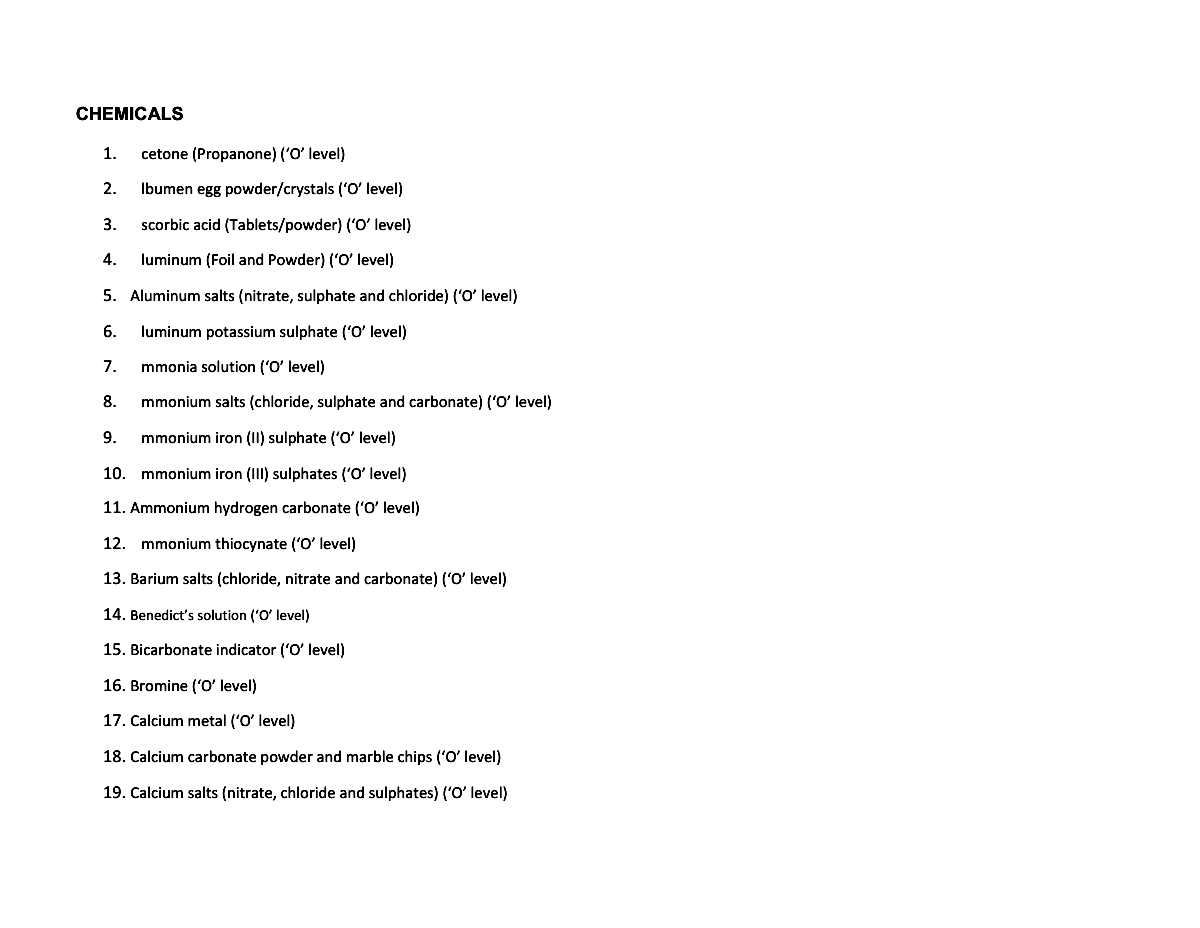 CHEMICALS
1. cetone (Propanone) (‘O’ level)
2. lbumen egg powder/crystals (‘O’ level)
3. scorbic acid (Tablets/powder) (‘O’ level)
4. luminum (Foil and Powder) (‘O’ level)
5. Aluminum salts (nitrate, sulphate and chloride) (‘O’ level)
6. luminum potassium sulphate (‘O’ level)
7. mmonia solution (‘O’ level)
8. mmonium salts (chloride, sulphate and carbonate) (‘O’ level)
9. mmonium iron (II) sulphate (‘O’ level)
10. mmonium iron (III) sulphates (‘O’ level)
11. Ammonium hydrogen carbonate (‘O’ level)
12. mmonium thiocynate (‘O’ level)
13. Barium salts (chloride, nitrate and carbonate) (‘O’ level)
14. Benedict’s solution (‘O’ level)
15. Bicarbonate indicator (‘O’ level)
16. Bromine (‘O’ level)
17. Calcium metal (‘O’ level)
18. Calcium carbonate powder and marble chips (‘O’ level)
19. Calcium salts (nitrate, chloride and sulphates) (‘O’ level)